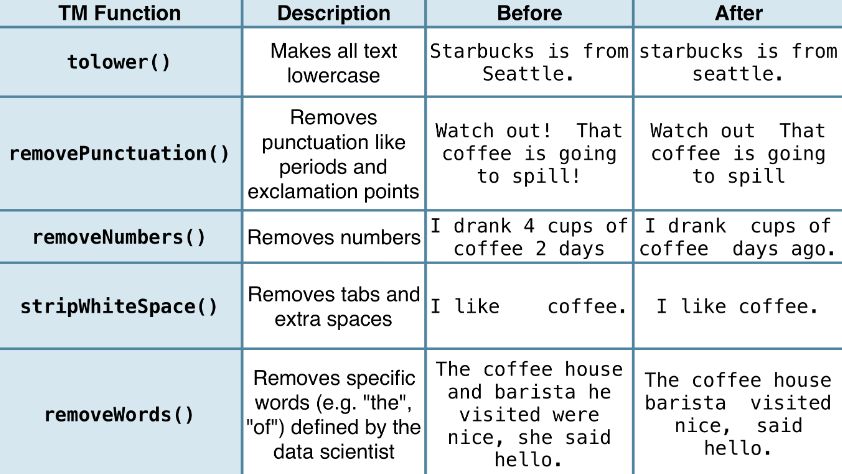 TM Function Description Before After
tolower()
Makes all text
lowercase
Starbucks is from
Seattle.
starbucks is from
seattle.
removePunctuation()
Removes
punctuation like
periods and
exclamation points
Watch out!  That
coffee is going
to spill!
Watch out  That
coffee is going
to spill
removeNumbers()
Removes numbers
I drank 4 cups of
coffee 2 days
I drank  cups of
coffee  days ago.
stripWhiteSpace()
Removes tabs and
extra spaces
I like    coffee.
I like coffee.
removeWords()
Removes specific
words (e.g. "the",
"of") defined by the
data scientist
The coffee house
and barista he
visited were
nice, she said
hello.
The coffee house
barista  visited
nice,  said
hello.